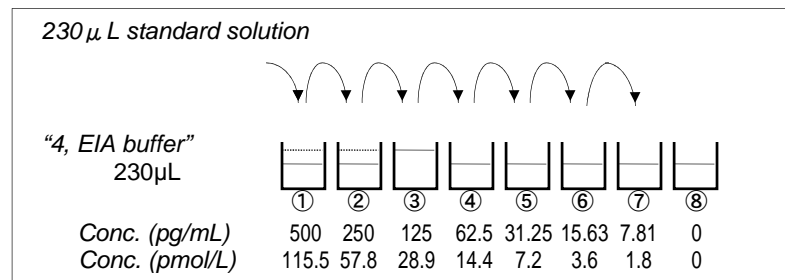 230 μ L standard solution
“4, EIA buffer”
230µL
① ② ③ ④ ⑤ ⑥ ⑦ ⑧
Conc. (pg/mL) 500 250 125 62.5 31.25 15.63 7.81 0
Conc. (pmol/L) 115.5 57.8 28.9 14.4 7.2 3.6 1.8 0